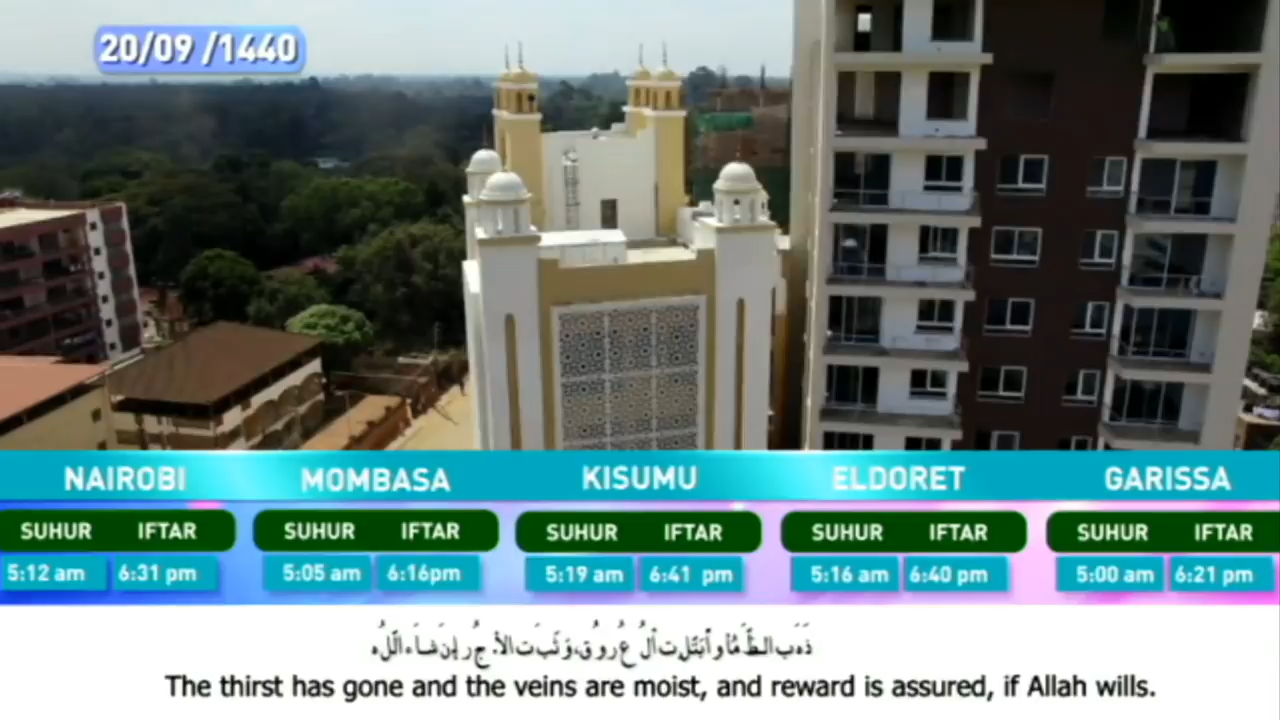 20/09 /1440
NAIROBI MOMBASA KISUMU ELDORET GARISSA
SUHUR IFTAR SUHUR IFTAR SUHUR IFTAR SUHUR IFTAR SUHUR IFTAR
5:12 am 6:31 pm 5:05 am 6:16pm 5:19 am 6:41 pm 5:16 am 6:40 pm 5:00 am 6:21 pm
ذَهَبَ الظَّمَأُ وابْتَلَّتِ الْعُرُوقُ، وَثَبَتَ الأَجْرُ إِنْ شَاءَ اللَّهُ
The thirst has gone and the veins are moist, and reward is assured, if Allah wills.